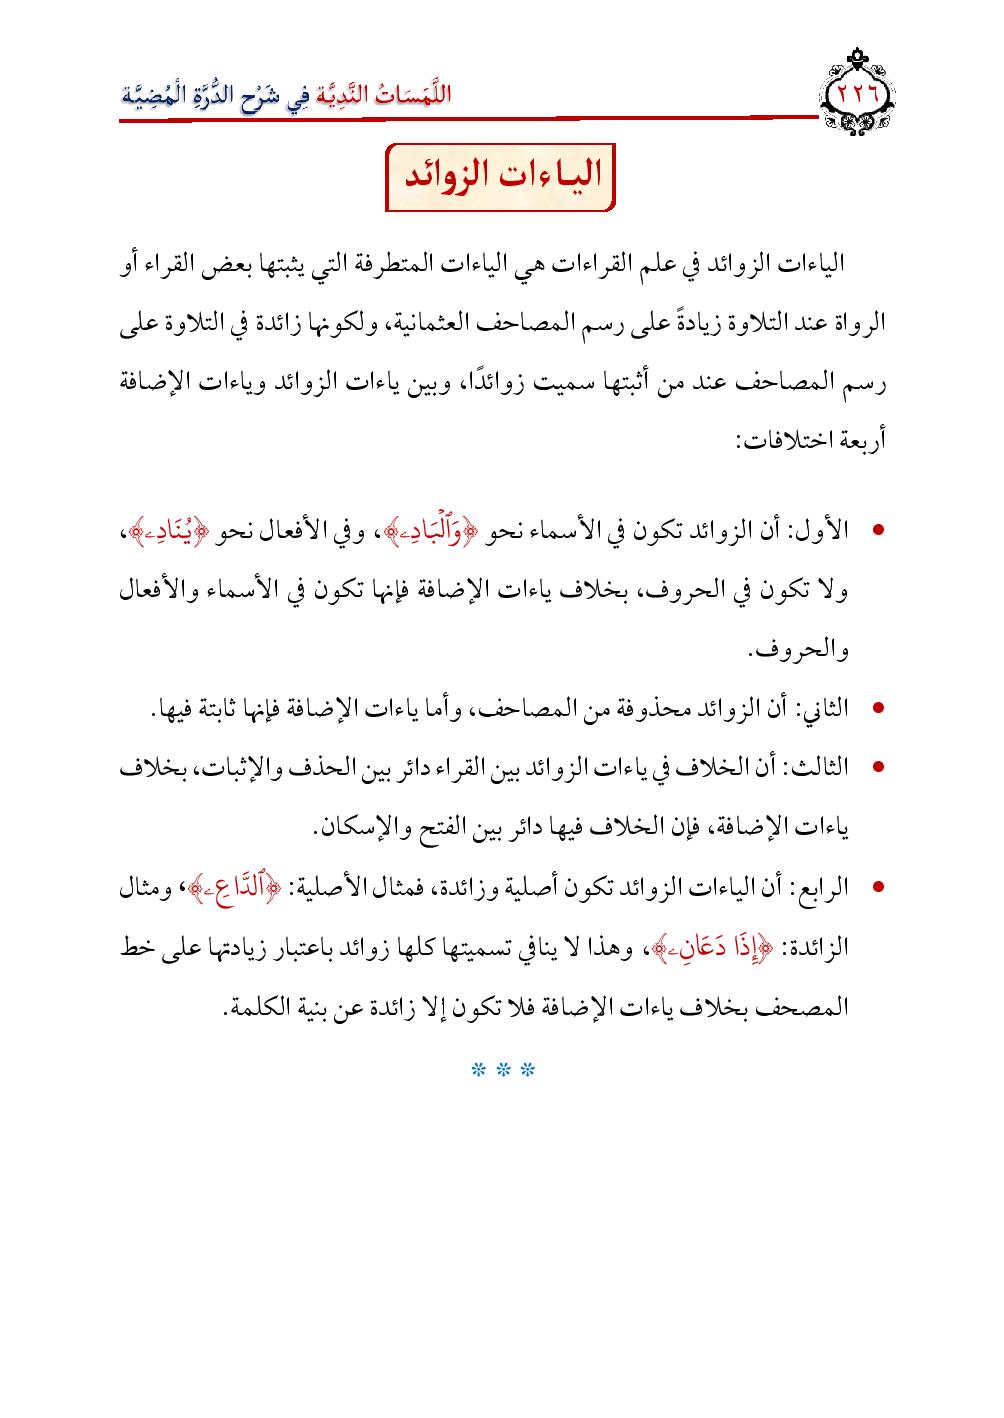 اللَّمَسَاتُ النَّدِيَّة فِي شَرْح الدُّرَّةِ الْمُضِيَّة
٢٢٦
الياءات الزوائد
الياءات الزوائد في علم القراءات هي الياءات المتطرفة التي يثبتها بعض القراء أو
الرواة عند التلاوة زيادةً على رسم المصاحف العثمانية، ولكونها زائدة في التلاوة على
رسم المصاحف عند من أثبتها سميت زوائدًا، وبين ياءات الزوائد وياءات الإضافة
أربعة اختلافات:
• الأول: أن الزوائد تكون في الأسماء نحو ﴿وَٱلۡبَادِۦ﴾، وفي الأفعال نحو ﴿يُنَادِۦ﴾،
ولا تكون في الحروف، بخلاف ياءات الإضافة فإنها تكون في الأسماء والأفعال
والحروف.
• الثاني: أن الزوائد محذوفة من المصاحف، وأما ياءات الإضافة فإنها ثابتة فيها.
• الثالث: أن الخلاف في ياءات الزوائد بين القراء دائر بين الحذف والإثبات، بخلاف
ياءات الإضافة، فإن الخلاف فيها دائر بين الفتح والإسكان.
• الرابع: أن الياءات الزوائد تكون أصلية وزائدة، فمثال الأصلية: ﴿ٱلدَّاعِۦ﴾، ومثال
الزائدة: ﴿إِذَا دَعَانِۦ﴾، وهذا لا ينافي تسميتها كلها زوائد باعتبار زيادتها على خط
المصحف بخلاف ياءات الإضافة فلا تكون إلا زائدة عن بنية الكلمة.
* * *